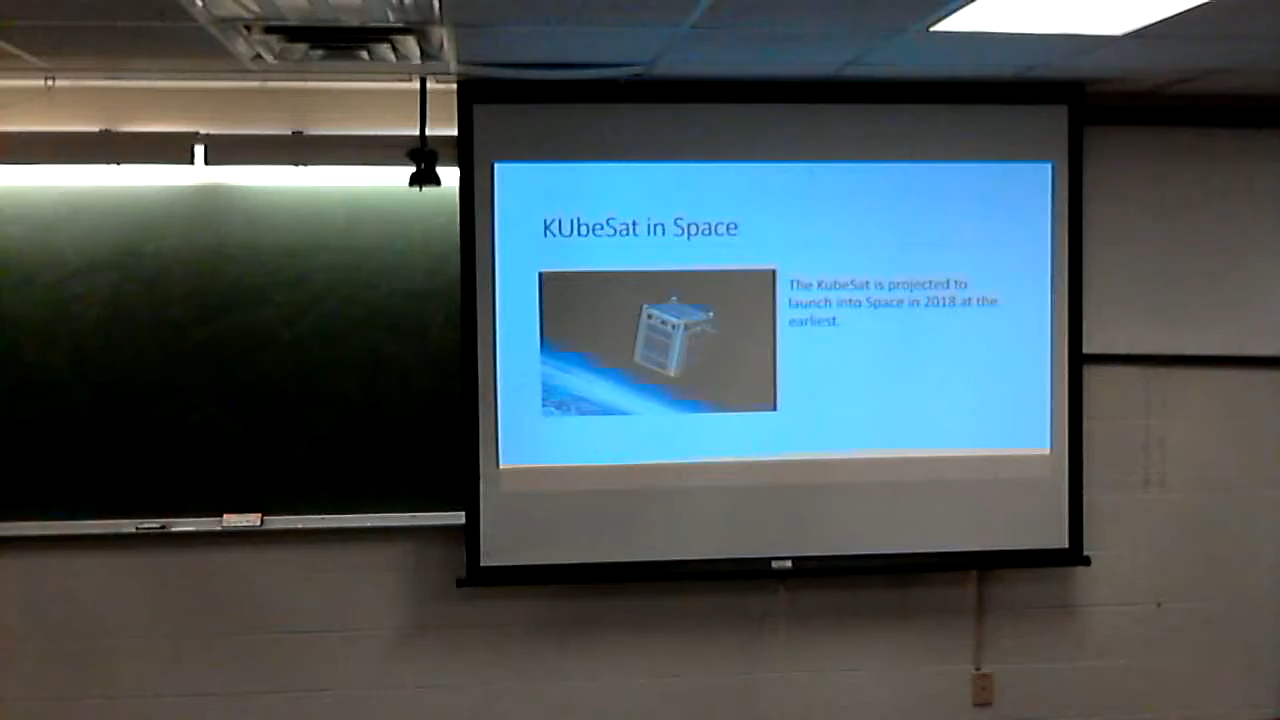 KUbeSat in Space
The KubeSat is projected to
launch into Space in 2018 at the
earliest.